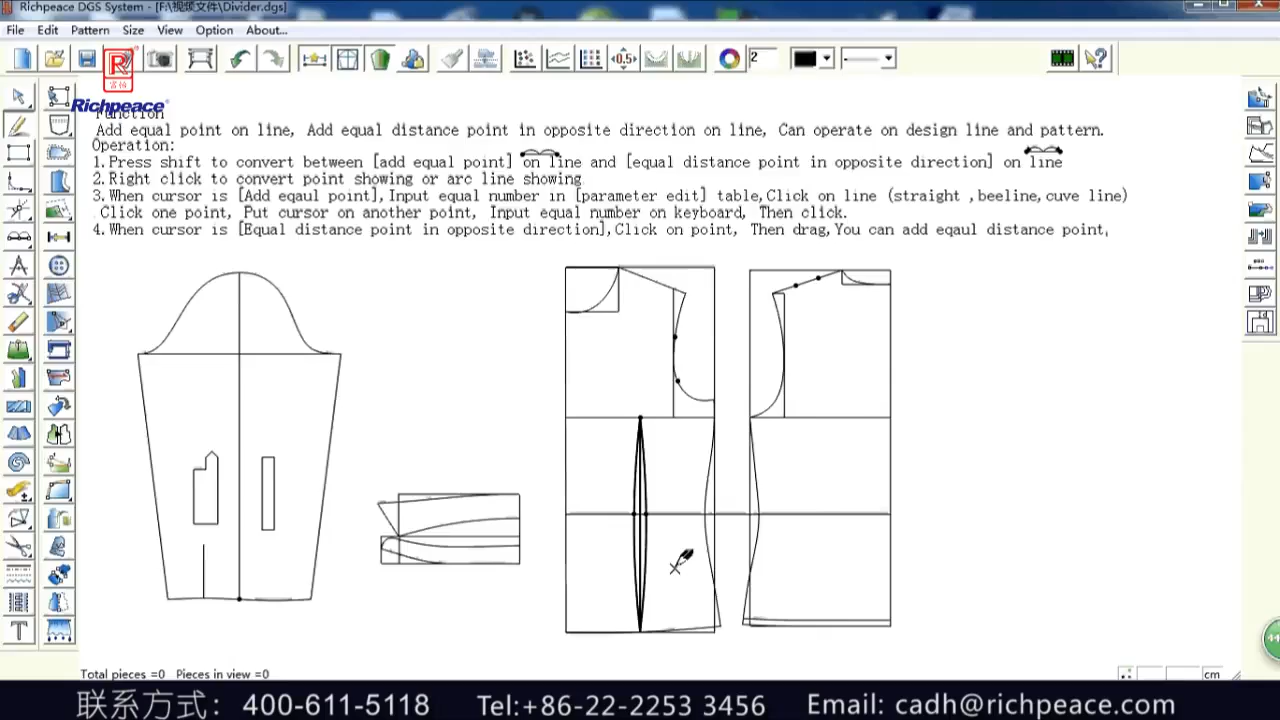 Richpeace DGS System - [F:\视频文件\Divider.dgs]
File Edit Pattern Size View Option About...
0.5
2
R
富怡
Richpeace®
Function
Add equal point on line, Add equal distance point in opposite direction on line, Can operate on design line and pattern.
Operation:
1.Press shift to convert between [add equal point] on line and [equal distance point in opposite direction] on line
2.Right click to convert point showing or arc line showing
3.When cursor is [Add eqaul point],Input equal number in [parameter edit] table,Click on line (straight ,beeline,cuve line)
Click one point, Put cursor on another point, Input equal number on keyboard, Then click.
4.When cursor is [Equal distance point in opposite direction],Click on point, Then drag,You can add eqaul distance point,
T
44
Total pieces =0 Pieces in view =0
cm
联系方式：400-611-5118 Tel:+86-22-2253 3456 Email: cadh@richpeace.com